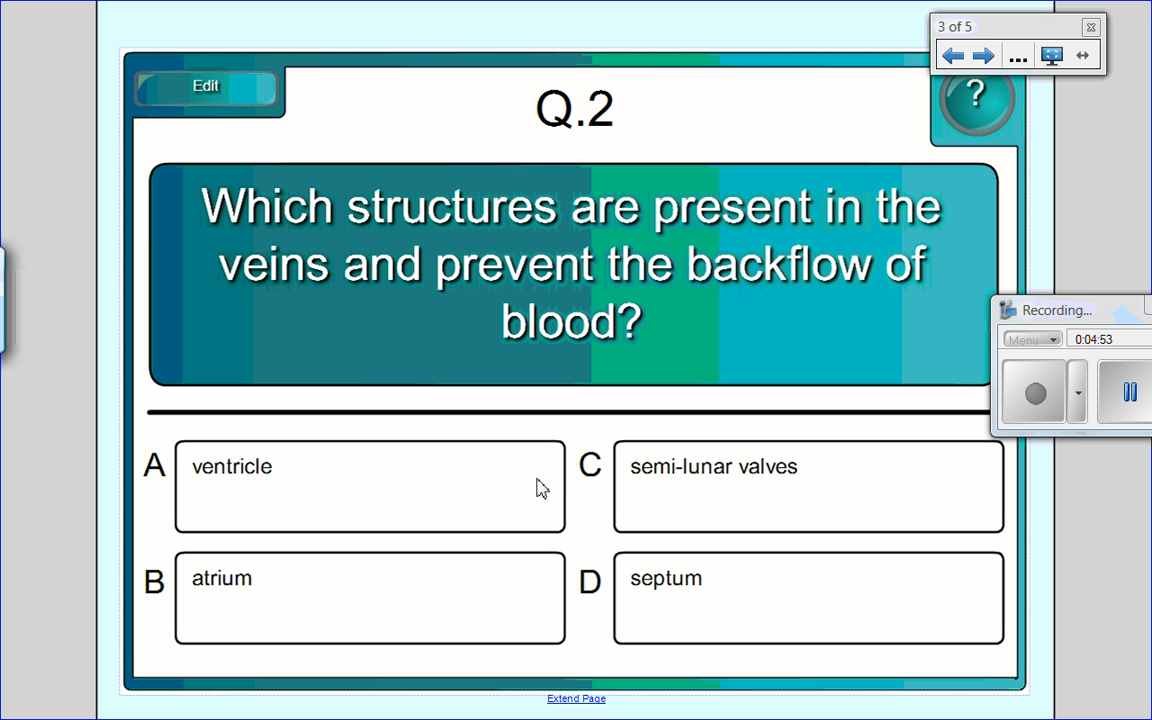 3 of 5
Edit
?
Q.2
Which structures are present in the
veins and prevent the backflow of
blood?
Recording...
Menu
0:04:53
A ventricle
C semi-lunar valves
B atrium
D septum
Extend Page